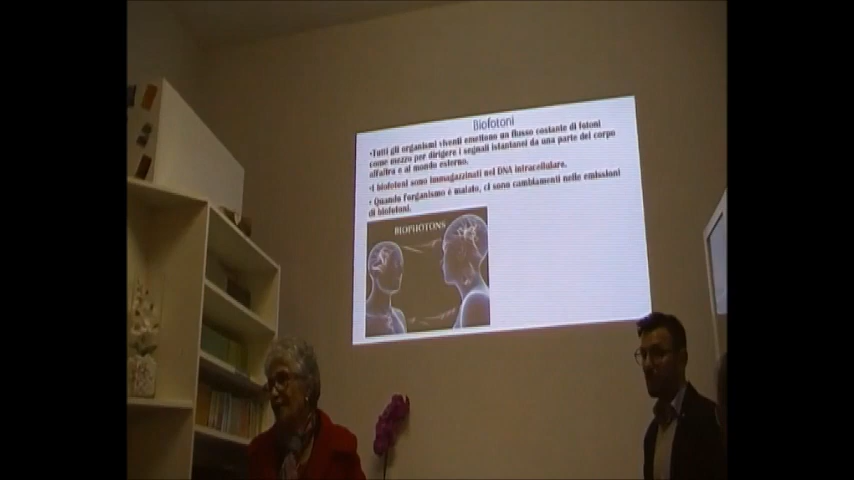 Biofotoni
•Tutti gli organismi viventi emettono un flusso costante di fotoni
come mezzo per dirigere i segnali istantanei da una parte del corpo
all'altra e al mondo esterno.
•I biofotoni sono immagazzinati nel DNA intracellulare.
• Quando l'organismo è malato, ci sono cambiamenti nelle emissioni
di biofotoni.
BIOPHOTONS